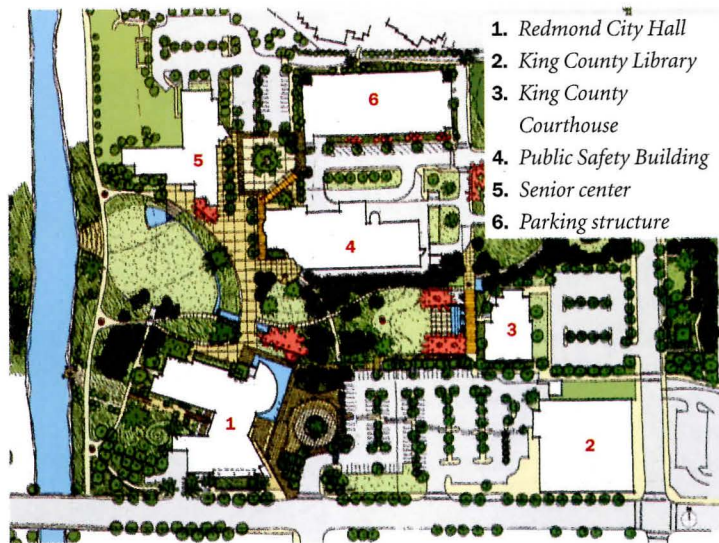 1. Redmond City Hall
2. King County Library
3. King County
Courthouse
4. Public Safety Building
5. Senior center
6. Parking structure
6
5
4
3
1
2